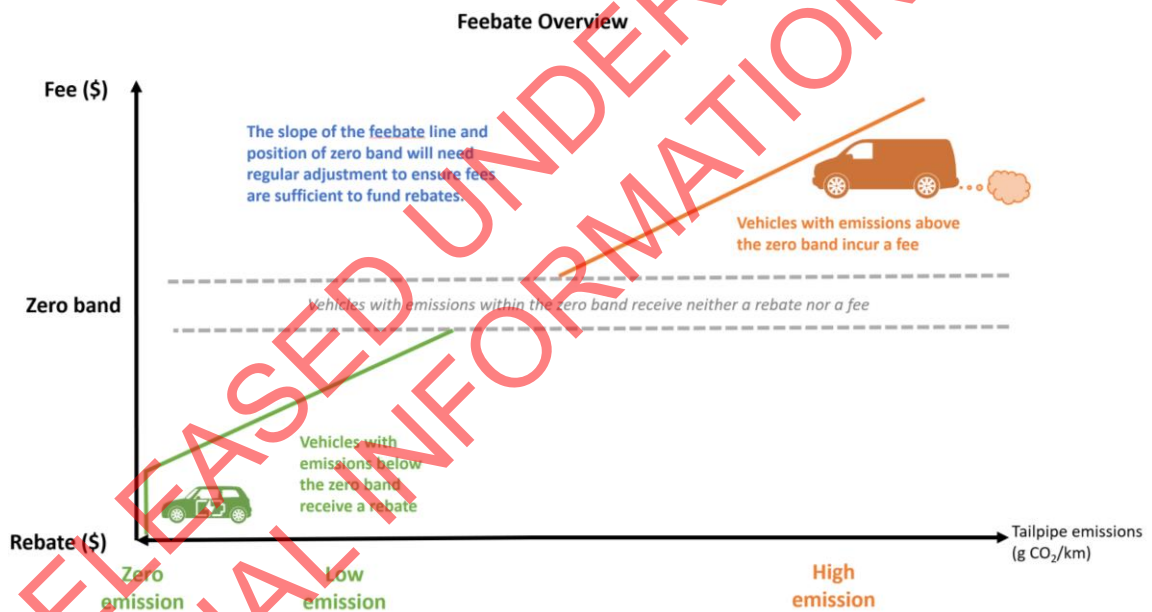 Feebate Overview
Fee ($)
The slope of the feebate line and
position of zero band will need
regular adjustment to ensure fees
are sufficient to fund rebates.
Vehicles with emissions above
the zero band incur a fee
Zero band
Vehicles with emissions within the zero band receive neither a rebate nor a fee
Vehicles with
emissions below
the zero band
receive a rebate
Rebate ($)
Tailpipe emissions
(g CO₂/km)
Zero
emission
Low
emission
High
emission
ELEASED UNDER
AL INFORMATION